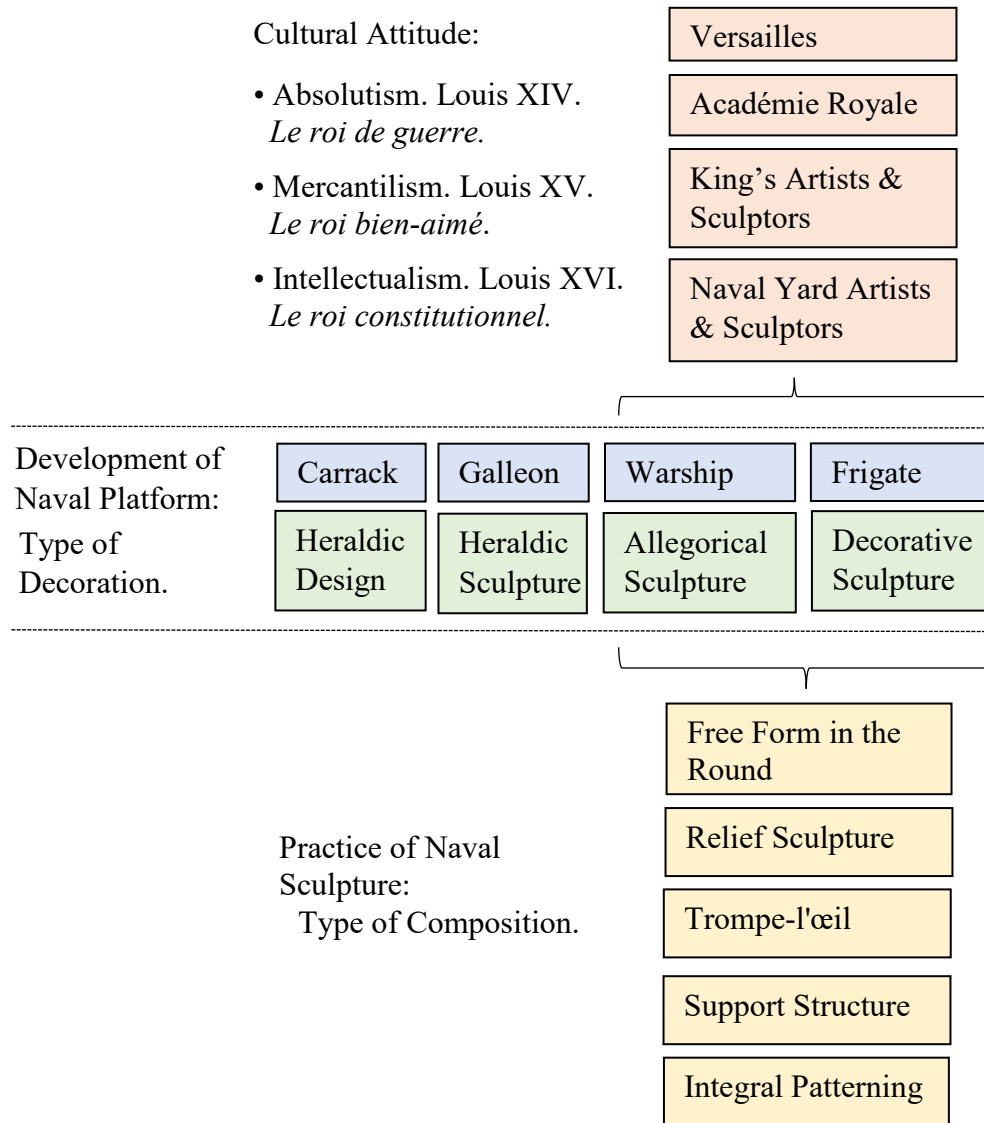 Cultural Attitude:
• Absolutism. Louis XIV.
Le roi de guerre.
• Mercantilism. Louis XV.
Le roi bien-aimé.
• Intellectualism. Louis XVI.
Le roi constitutionnel.
Versailles
Académie Royale
King's Artists &
Sculptors
Naval Yard Artists
& Sculptors
Development of
Naval Platform:
Carrack
Galleon
Warship
Frigate
Type of
Decoration.
Heraldic
Design
Heraldic
Sculpture
Allegorical
Sculpture
Decorative
Sculpture
Practice of Naval
Sculpture:
Type of Composition.
Free Form in the
Round
Relief Sculpture
Trompe-l'œil
Support Structure
Integral Patterning